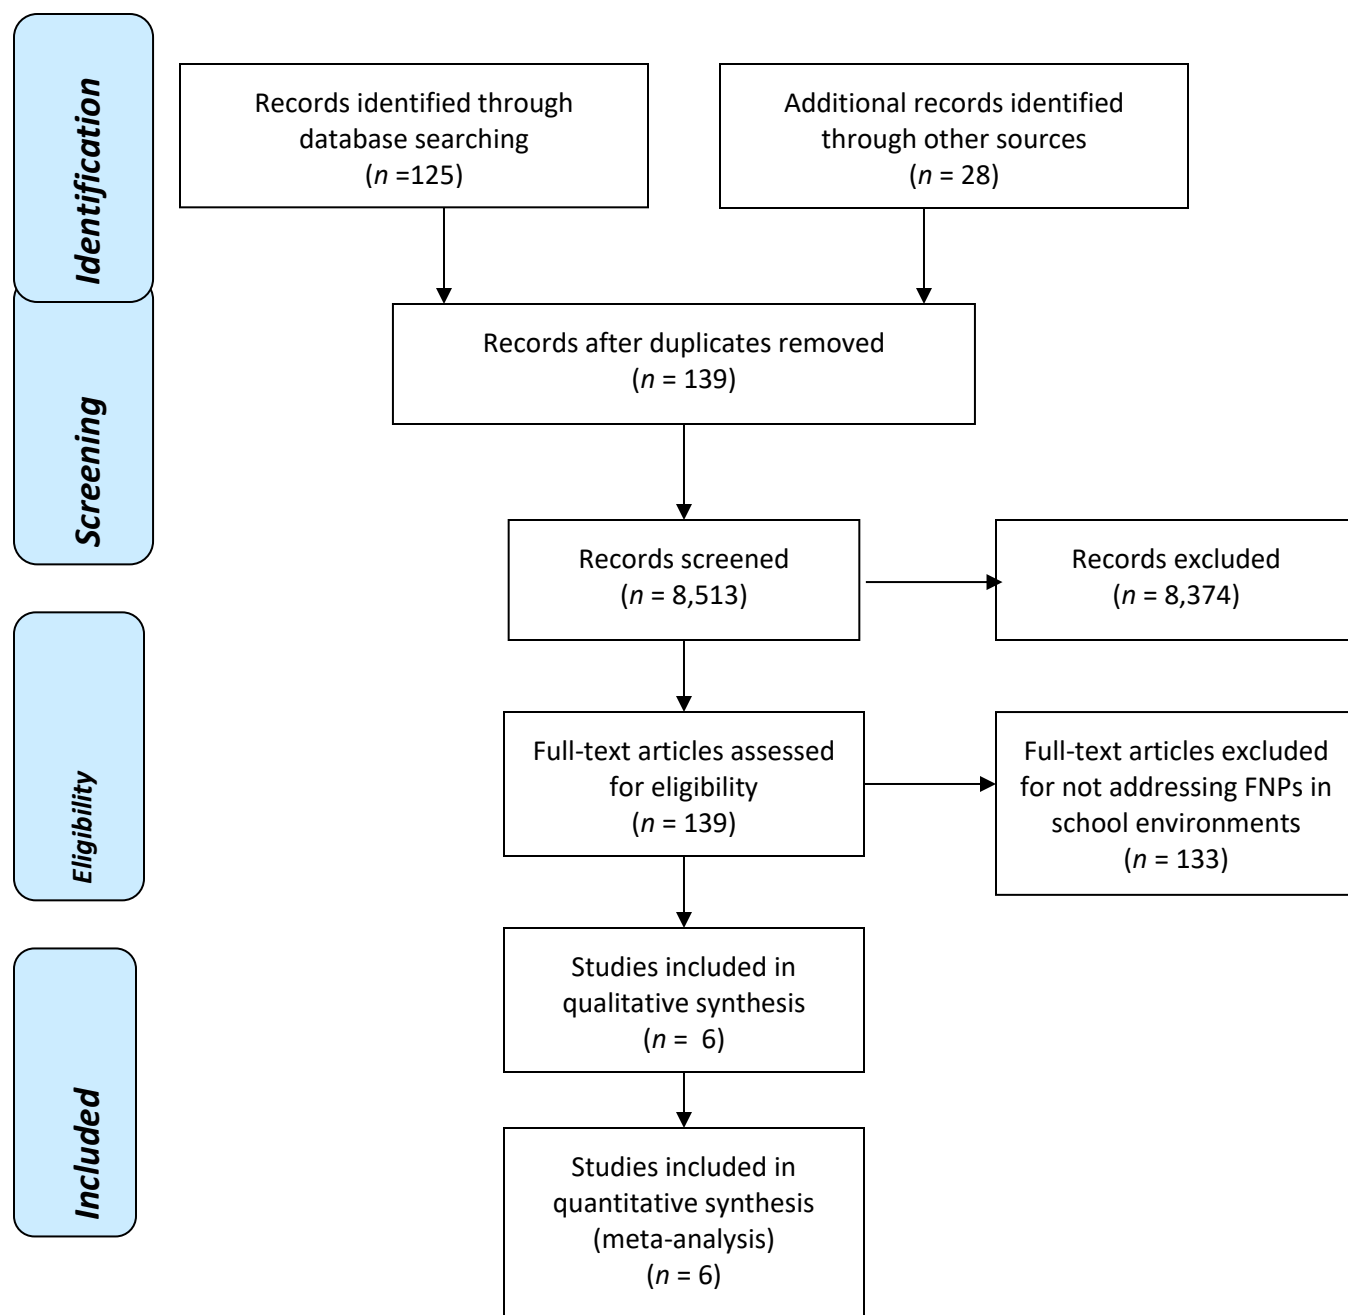 Identification
Records identified through
database searching
(n =125)
Additional records identified
through other sources
(n = 28)
Screening
Records after duplicates removed
(n = 139)
Records screened
(n = 8,513)
Records excluded
(n = 8,374)
Eligibility
Full-text articles assessed
for eligibility
(n = 139)
Full-text articles excluded
for not addressing FNPs in
school environments
(n = 133)
Included
Studies included in
qualitative synthesis
(n = 6)
Studies included in
quantitative synthesis
(meta-analysis)
(n = 6)